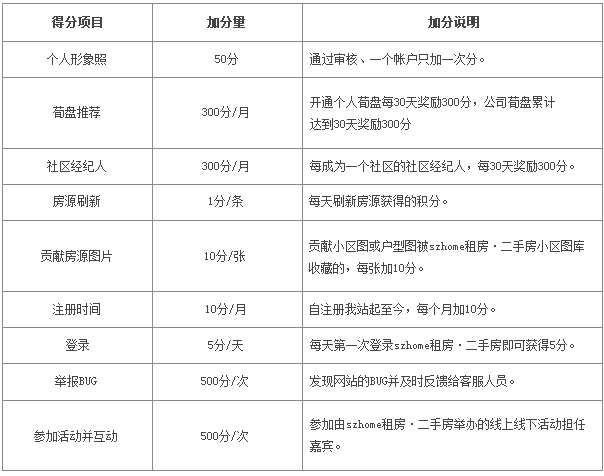 得分项目 加分量 加分说明
个人形象照 50分 通过审核、一个帐户只加一次分。
荀盘推荐 300分/月 开通个人荀盘每30天奖励300分，公司荀盘累计
达到30天奖励300分
社区经纪人 300分/月 每成为一个社区的社区经纪人，每30天奖励300分。
房源刷新 1分/条 每天刷新房源获得的积分。
贡献房源图片 10分/张 贡献小区图或户型图被szhome租房·二手房小区图库
收藏的，每张加10分。
注册时间 10分/月 自注册我站起至今，每个月加10分。
登录 5分/天 每天第一次登录szhome租房·二手房即可获得5分。
举报BUG 500分/次 发现网站的BUG并及时反馈给客服人员。
参加活动并互动 500分/次 参加由szhome租房·二手房举办的线上线下活动担任
嘉宾。